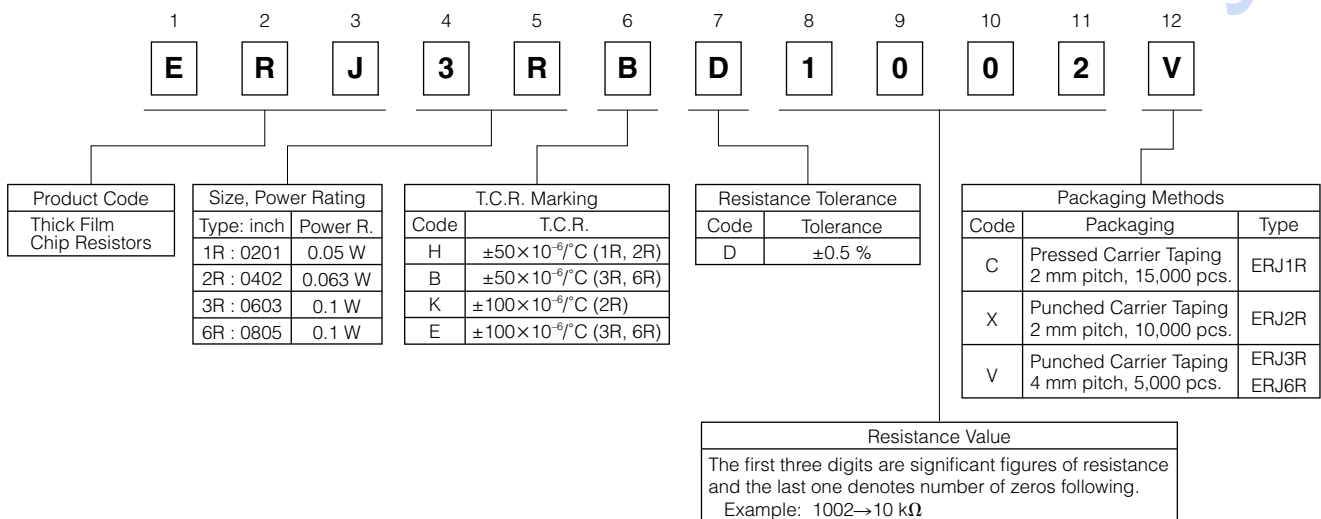 1 2 3 4 5 6 7 8 9 10 11 12
E R J 3 R B D 1 0 0 2 V
Product Code
Thick Film
Chip Resistors
Size, Power Rating
Type: inch Power R.
1R : 0201 0.05 W
2R : 0402 0.063 W
3R : 0603 0.1 W
6R : 0805 0.1 W
T.C.R. Marking
Code T.C.R.
H ±50×10⁻⁶/°C (1R, 2R)
B ±50×10⁻⁶/°C (3R, 6R)
K ±100×10⁻⁶/°C (2R)
E ±100×10⁻⁶/°C (3R, 6R)
Resistance Tolerance
Code Tolerance
D ±0.5 %
Packaging Methods
Code Packaging Type
C Pressed Carrier Taping
2 mm pitch, 15,000 pcs. ERJ1R
X Punched Carrier Taping
2 mm pitch, 10,000 pcs. ERJ2R
V Punched Carrier Taping ERJ3R
4 mm pitch, 5,000 pcs. ERJ6R
Resistance Value
The first three digits are significant figures of resistance
and the last one denotes number of zeros following.
Example: 1002→10 kΩ